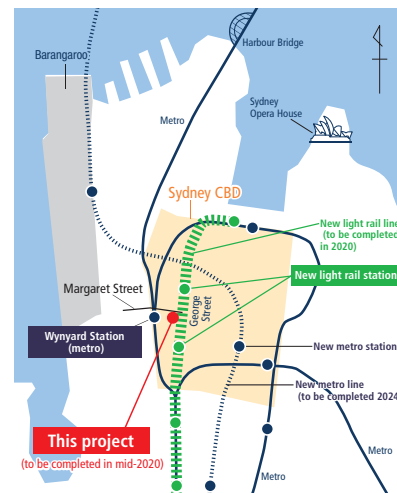 Harbour Bridge
Barangaroo
Sydney
Opera House
Metro
Sydney CBD
New light rail line
(to be completed
in 2020)
New light rail station
Margaret Street
George
Street
Wynyard Station
(metro)
New metro station
New metro line
(to be completed 2024
This project
(to be completed in mid-2020)
Metro
Metro